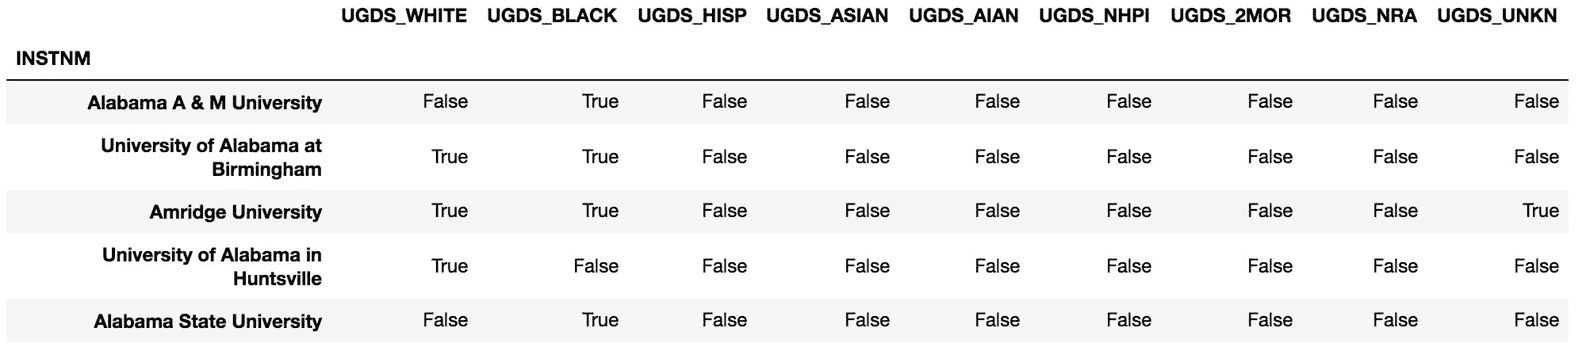 UGDS_WHITE UGDS_BLACK UGDS_HISP UGDS_ASIAN UGDS_AIAN UGDS_NHPI UGDS_2MOR UGDS_NRA UGDS_UNKN
INSTNM
Alabama A & M University False True False False False False False False False
University of Alabama at
Birmingham True True False False False False False False False
Amridge University True True False False False False False False True
University of Alabama in
Huntsville True False False False False False False False False
Alabama State University False True False False False False False False False